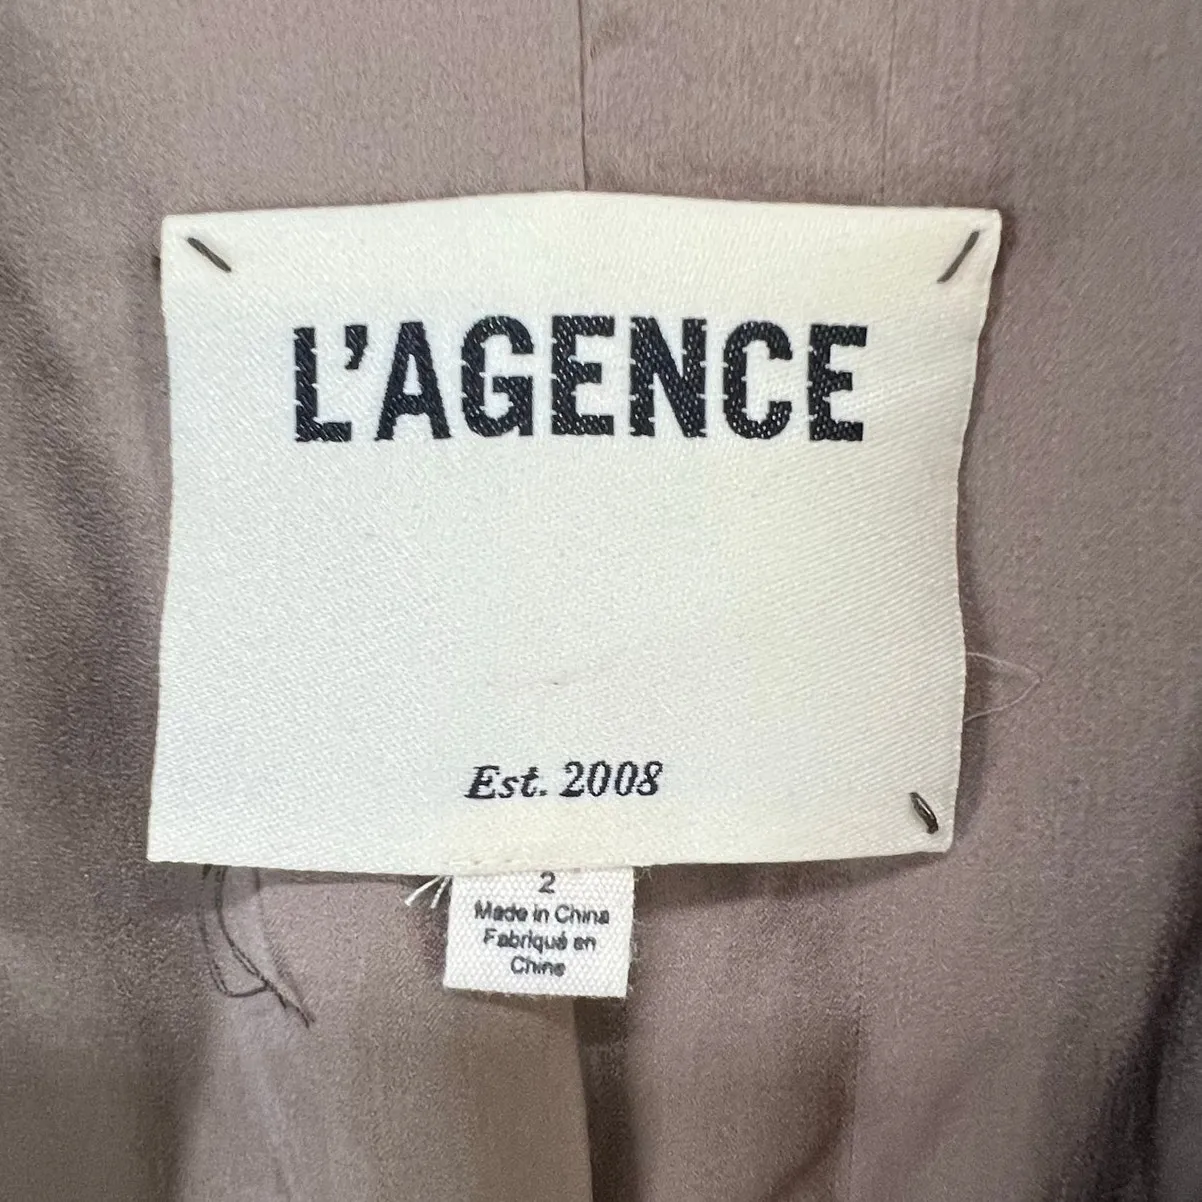 L'AGENCE
Est. 2008
2
Made in China
Fabriqué en
Chine